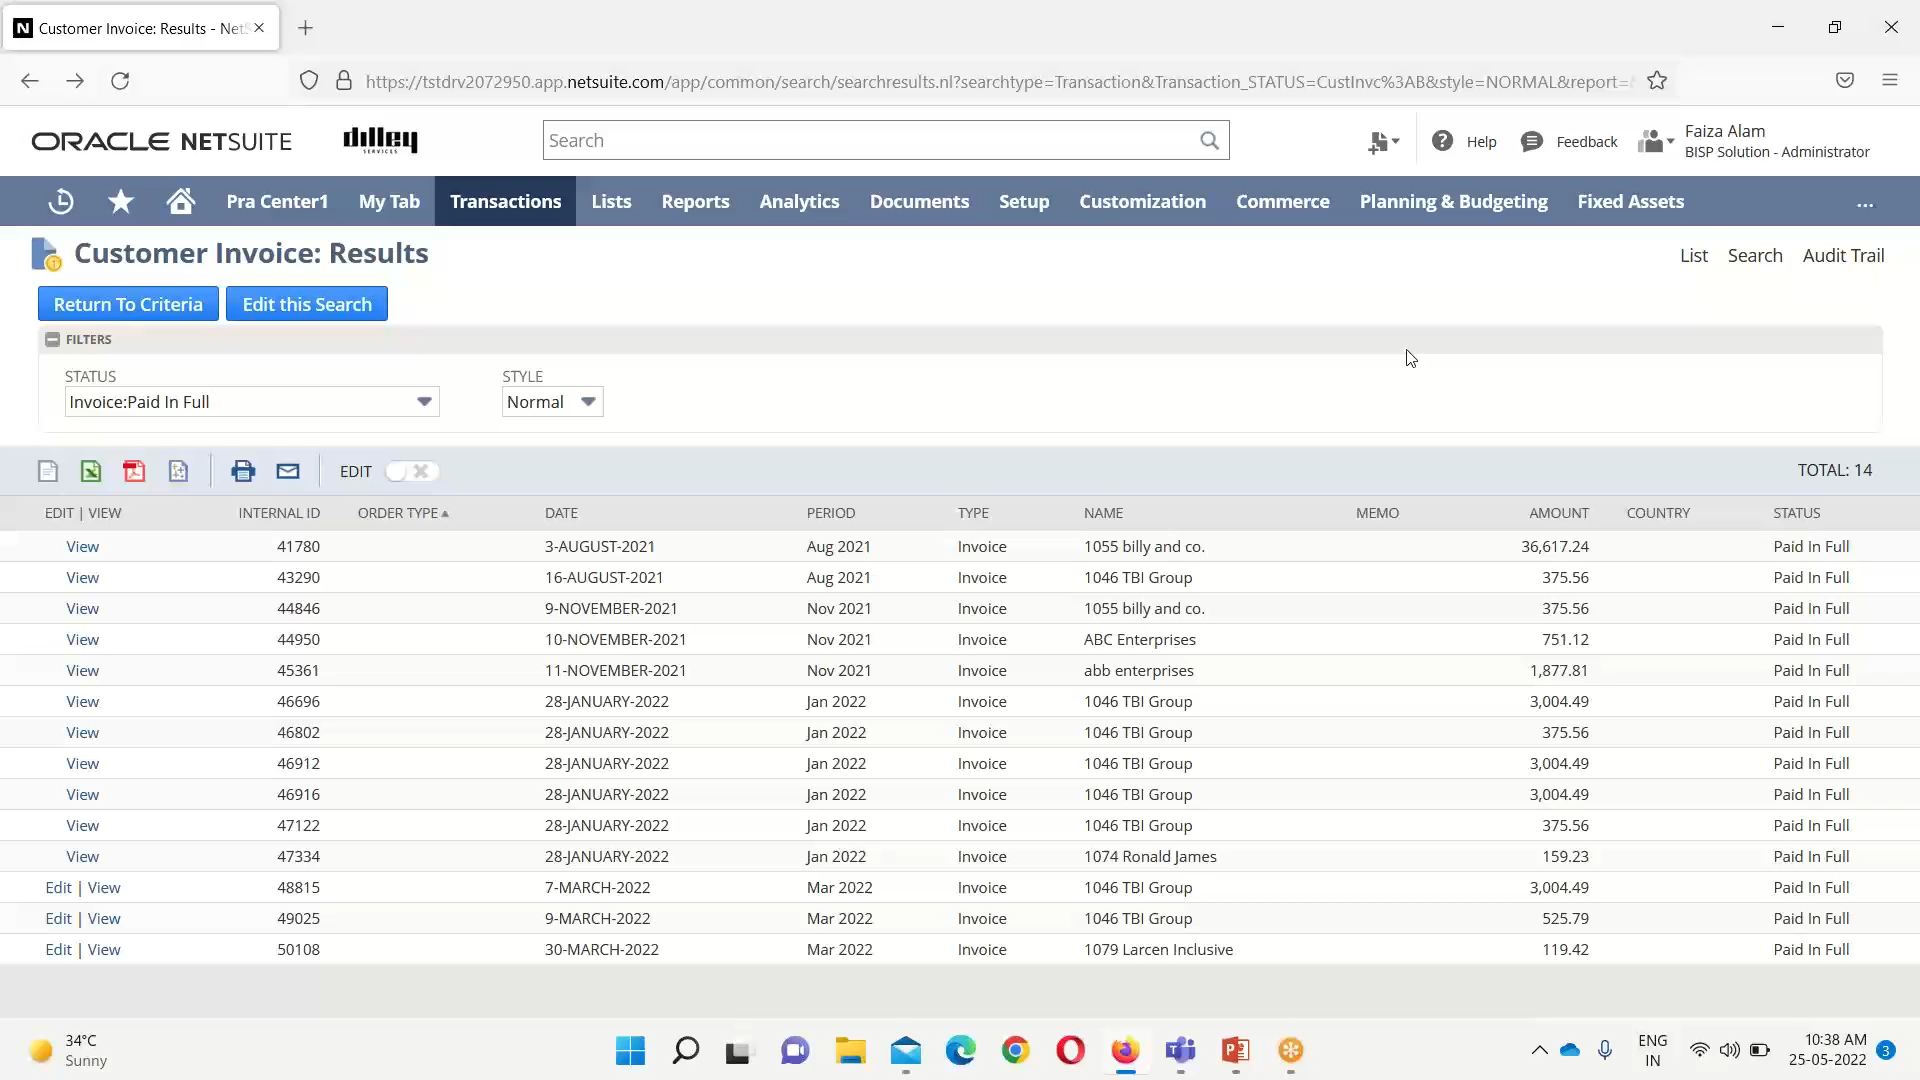 N Customer Invoice: Results - NetS
https://tstdrv2072950.app.netsuite.com/app/common/search/searchresults.nl?searchtype=Transaction&Transaction_STATUS=CustInvc%3AB&style=NORMAL&report=
ORACLE NETSUITE dilley SERVICES Search Help Feedback Faiza Alam
BISP Solution - Administrator
Pra Center1 My Tab Transactions Lists Reports Analytics Documents Setup Customization Commerce Planning & Budgeting Fixed Assets ...
Customer Invoice: Results List Search Audit Trail
Return To Criteria Edit this Search
FILTERS
STATUS STYLE
Invoice:Paid In Full Normal
EDIT TOTAL: 14
EDIT | VIEW INTERNAL ID ORDER TYPE DATE PERIOD TYPE NAME MEMO AMOUNT COUNTRY STATUS
View 41780 3-AUGUST-2021 Aug 2021 Invoice 1055 billy and co. 36,617.24 Paid In Full
View 43290 16-AUGUST-2021 Aug 2021 Invoice 1046 TBI Group 375.56 Paid In Full
View 44846 9-NOVEMBER-2021 Nov 2021 Invoice 1055 billy and co. 375.56 Paid In Full
View 44950 10-NOVEMBER-2021 Nov 2021 Invoice ABC Enterprises 751.12 Paid In Full
View 45361 11-NOVEMBER-2021 Nov 2021 Invoice abb enterprises 1,877.81 Paid In Full
View 46696 28-JANUARY-2022 Jan 2022 Invoice 1046 TBI Group 3,004.49 Paid In Full
View 46802 28-JANUARY-2022 Jan 2022 Invoice 1046 TBI Group 375.56 Paid In Full
View 46912 28-JANUARY-2022 Jan 2022 Invoice 1046 TBI Group 3,004.49 Paid In Full
View 46916 28-JANUARY-2022 Jan 2022 Invoice 1046 TBI Group 3,004.49 Paid In Full
View 47122 28-JANUARY-2022 Jan 2022 Invoice 1046 TBI Group 375.56 Paid In Full
View 47334 28-JANUARY-2022 Jan 2022 Invoice 1074 Ronald James 159.23 Paid In Full
Edit | View 48815 7-MARCH-2022 Mar 2022 Invoice 1046 TBI Group 3,004.49 Paid In Full
Edit | View 49025 9-MARCH-2022 Mar 2022 Invoice 1046 TBI Group 525.79 Paid In Full
Edit | View 50108 30-MARCH-2022 Mar 2022 Invoice 1079 Larcen Inclusive 119.42 Paid In Full
34°C ENG 10:38 AM
Sunny IN 25-05-2022 3